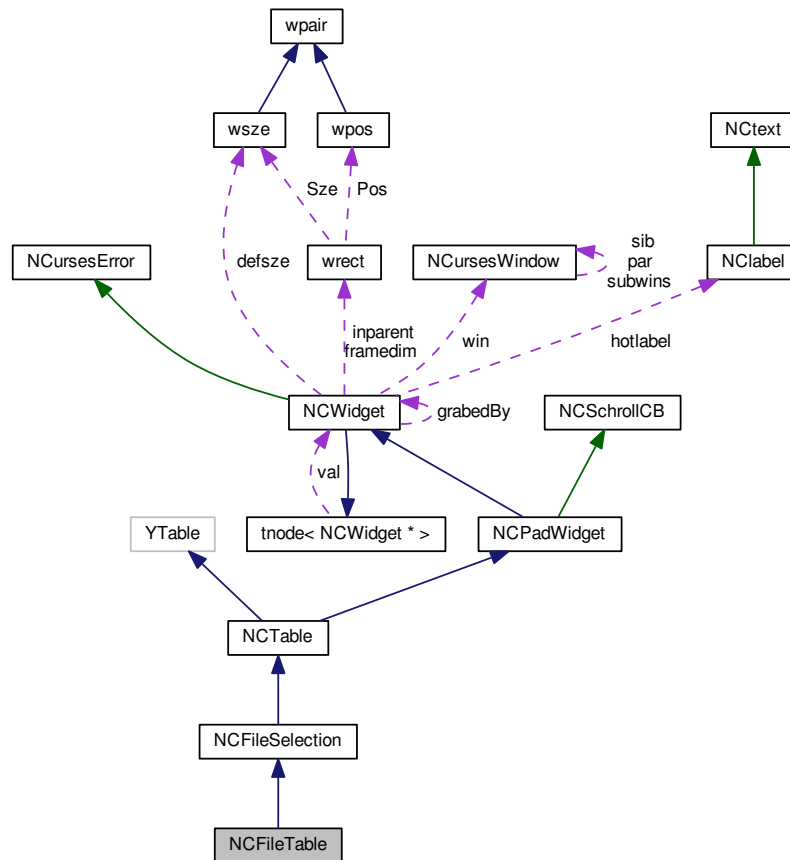 wpair
wsze
wpos
NCtext
Sze
Pos
NCursesError
defsze
wrect
NCursesWindow
sib
par
subwins
NClabel
inparent
framedim
win
hotlabel
NCWidget
grabedBy
NCSchrollCB
val
YTable
tnode< NCWidget * >
NCPadWidget
NCTable
NCFileSelection
NCFileTable